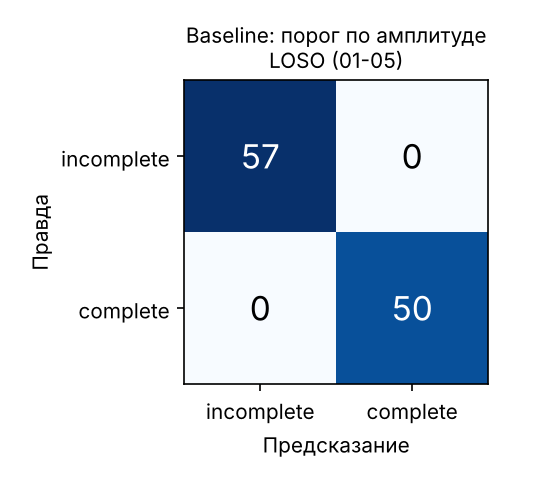 Baseline: порог по амплитуде
LOSO (01-05)
incomplete
57
0
Правда
complete
0
50
incomplete
complete
Предсказание